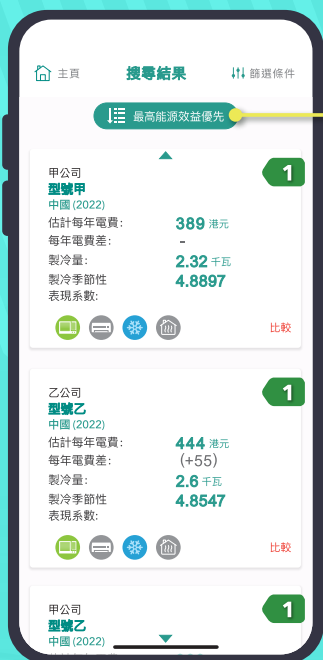 主頁 搜尋結果 篩選條件
最高能源效益優先
甲公司 1
型號甲
中國 (2022)
估計每年電費: 389 港元
每年電費差: -
製冷量: 2.32 千瓦
製冷季節性 4.8897
表現系數:
比較
乙公司 1
型號乙
中國 (2022)
估計每年電費: 444 港元
每年電費差: (+55)
製冷量: 2.6 千瓦
製冷季節性 4.8547
表現系數:
比較
甲公司 1
型號乙
中國 (2022)